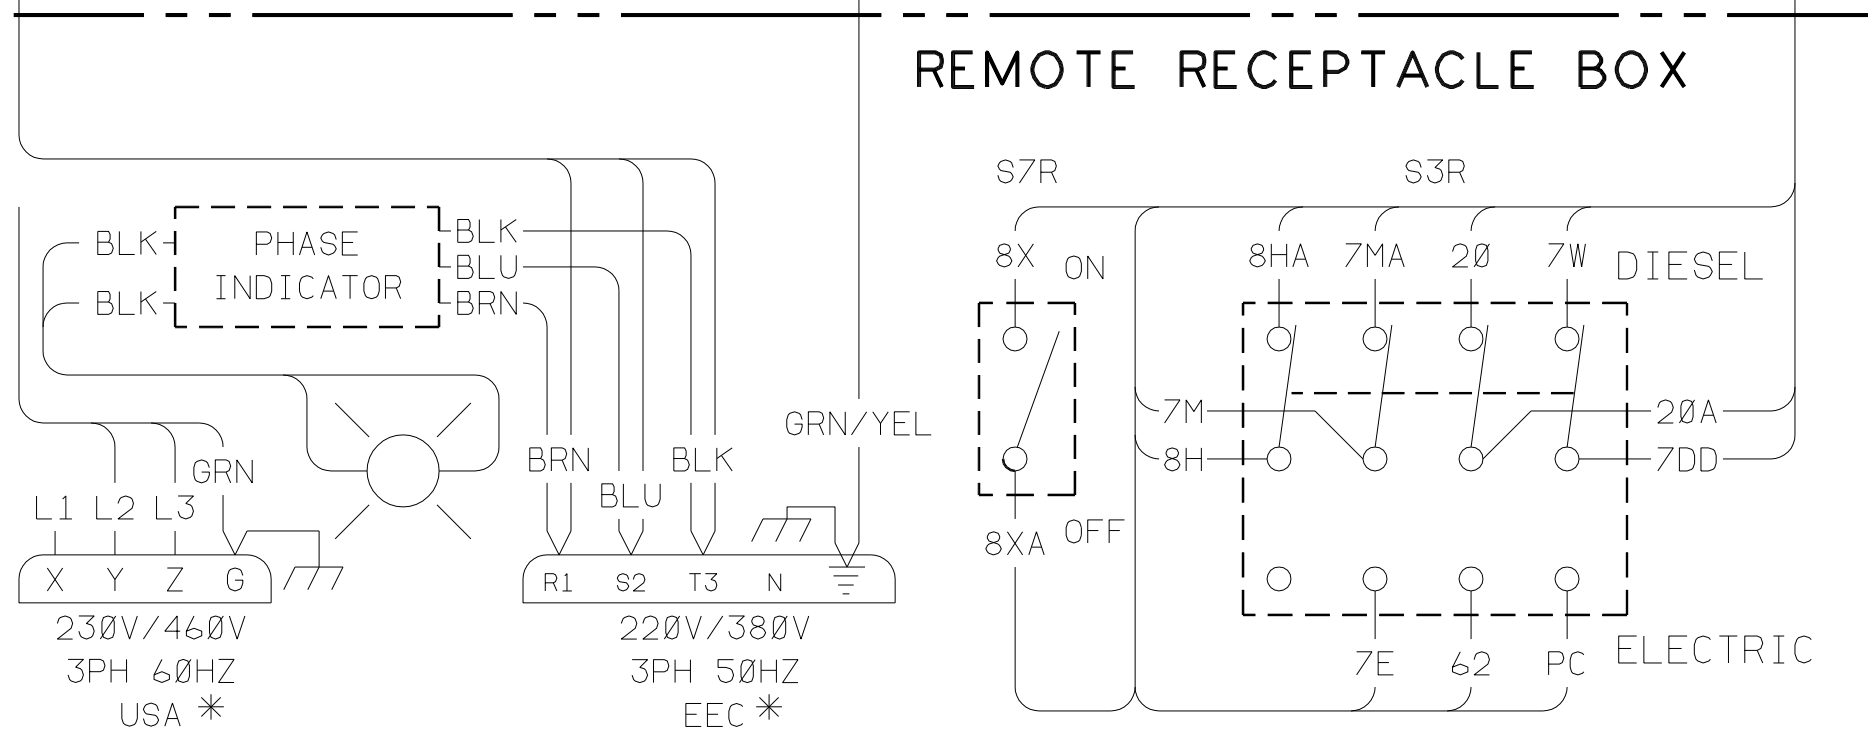 REMOTE RECEPTACLE BOX
S7R
S3R
BLK
PHASE
INDICATOR
BLK
BLK
BLU
BRN
8X
ON
8HA 7MA 20 7W
DIESEL
GRN/YEL
7M
8H
20A
7DD
GRN
BRN
BLU
BLK
L1 L2 L3
8XA
OFF
X Y Z G
R1 S2 T3 N
230V/460V
3PH 60HZ
USA *
220V/380V
3PH 50HZ
EEC *
7E 62 PC
ELECTRIC